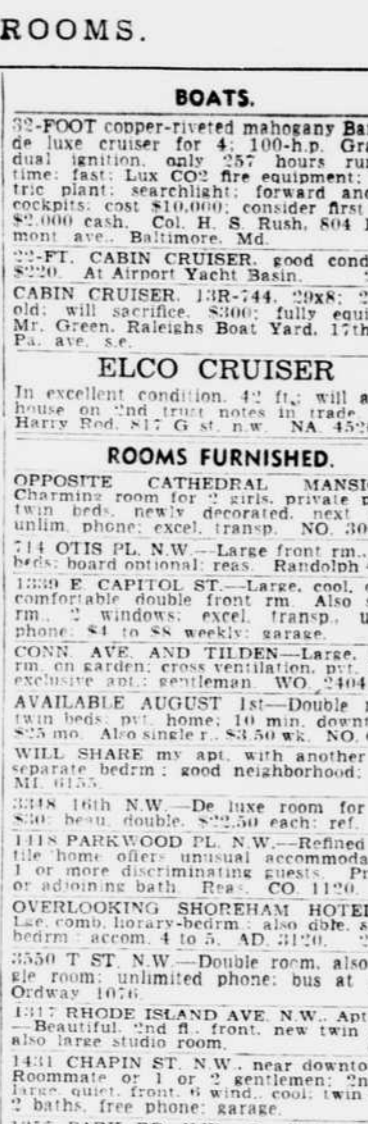 ROOMS.
BOATS.
32-FOOT copper-riveted mahogany
de luxe cruiser for 4; 100-h.p.
dual ignition, only 257 hours
time; fast; Lux CO2 fire equipment;
tric plant; searchlight; forward
cockpits; cost $10,000; consider first
$2,000 cash. Col. H. S. Rush, 804
mont ave., Baltimore, Md.
22-FT. CABIN CRUISER, good
$220. At Airport Yacht Basin.
CABIN CRUISER, 13R-744, 29x8;
old; will sacrifice, $300; fully
Mr. Green, Raleighs Boat Yard, 17th
Pa. ave. s.e.
ELCO CRUISER
In excellent condition, 42 ft.; will
house on 2nd trust notes in trade.
Harry Rod, 817 G st. n.w. NA.
ROOMS FURNISHED.
OPPOSITE CATHEDRAL
Charming room for 2 girls, private
twin beds, newly decorated, next
unlim. phone; excel. transp. NO.
714 OTIS PL. N.W.—Large front rm.,
beds; board optional; reas. Randolph
1339 E. CAPITOL ST.—Large, cool,
comfortable double front rm. Also
rm., 2 windows; excel. transp.,
phone; $4 to $8 weekly; garage.
CONN. AVE. AND TILDEN—Large,
rm. on garden; cross ventilation, pvt.
exclusive apt.; gentleman. WO. 2404
AVAILABLE AUGUST 1st—Double
twin beds; pvt. home; 10 min.
$25 mo. Also single r., $3.50 wk. NO.
WILL SHARE my apt. with another
separate bedrm.; good neighborhood;
MI. 6155.
3348 16th N.W.—De luxe room for
$30; beau. double, $22.50 each; ref.
1418 PARKWOOD PL. N.W.—Refined
tile home offers unusual
1 or more discriminating guests.
or adjoining bath. Reas. CO. 1120.
OVERLOOKING SHOREHAM
Lge. comb. library-bedrm.; also dble.
bedrm.; accom. 4 to 5. AD. 3120.
3550 T ST. N.W.—Double room, also
gle room; unlimited phone; bus at
Ordway 1076.
1317 RHODE ISLAND AVE. N.W., Apt.
—Beautiful, 2nd fl., front, new twin
also large studio room.
1431 CHAPIN ST. N.W., near
Roommate or 1 or 2 gentlemen;
large, quiet, front, 6 wind., cool; twin
2 baths, free phone; garage.